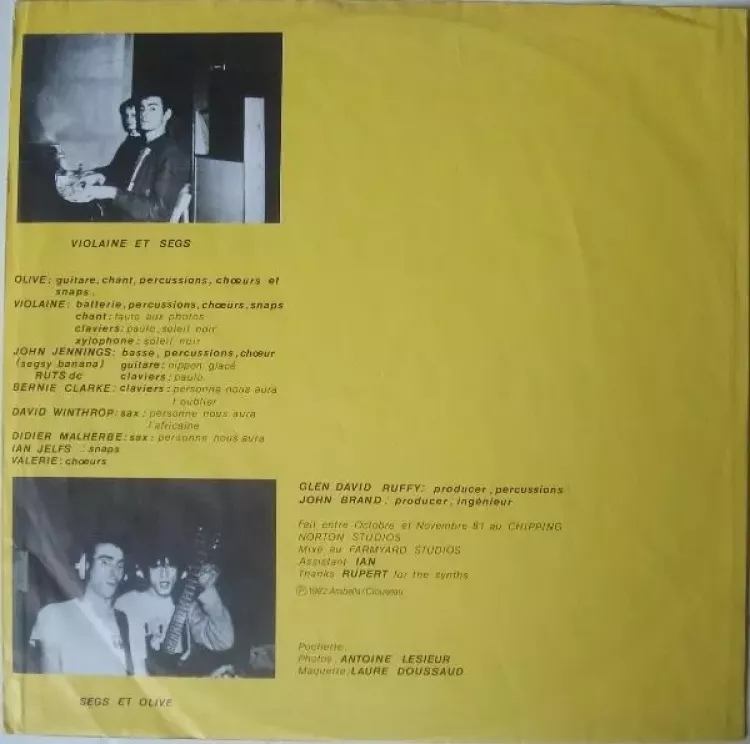 VIOLAINE ET SEGS
OLIVE: guitare, chant, percussions, chœurs et
snaps.
VIOLAINE: batterie, percussions, chœurs, snaps
chant: faute aux photos
claviers: paulo, soleil noir
xylophone: soleil noir
JOHN JENNINGS: basse, percussions, chœur
(segsy banana) guitare: nippon glacé
RUTS dc claviers: paulo
BERNIE CLARKE: claviers: personne nous aura
l'oublier
DAVID WINTHROP: sax: personne nous aura
l'africaine
DIDIER MALHERBE: sax: personne nous aura
IAN JELFS : snaps
VALERIE: chœurs
GLEN DAVID RUFFY: producer, percussions
JOHN BRAND: producer, ingénieur
Fait entre Octobre et Novembre 81 au CHIPPING
NORTON STUDIOS
Mixé au FARMYARD STUDIOS
Assistant IAN
Thanks RUPERT for the synths
Ⓟ 1982 Arabella/Clouseau
Pochette:
Photos: ANTOINE LESIEUR
Maquette: LAURE DOUSSAUD
SEGS ET OLIVE